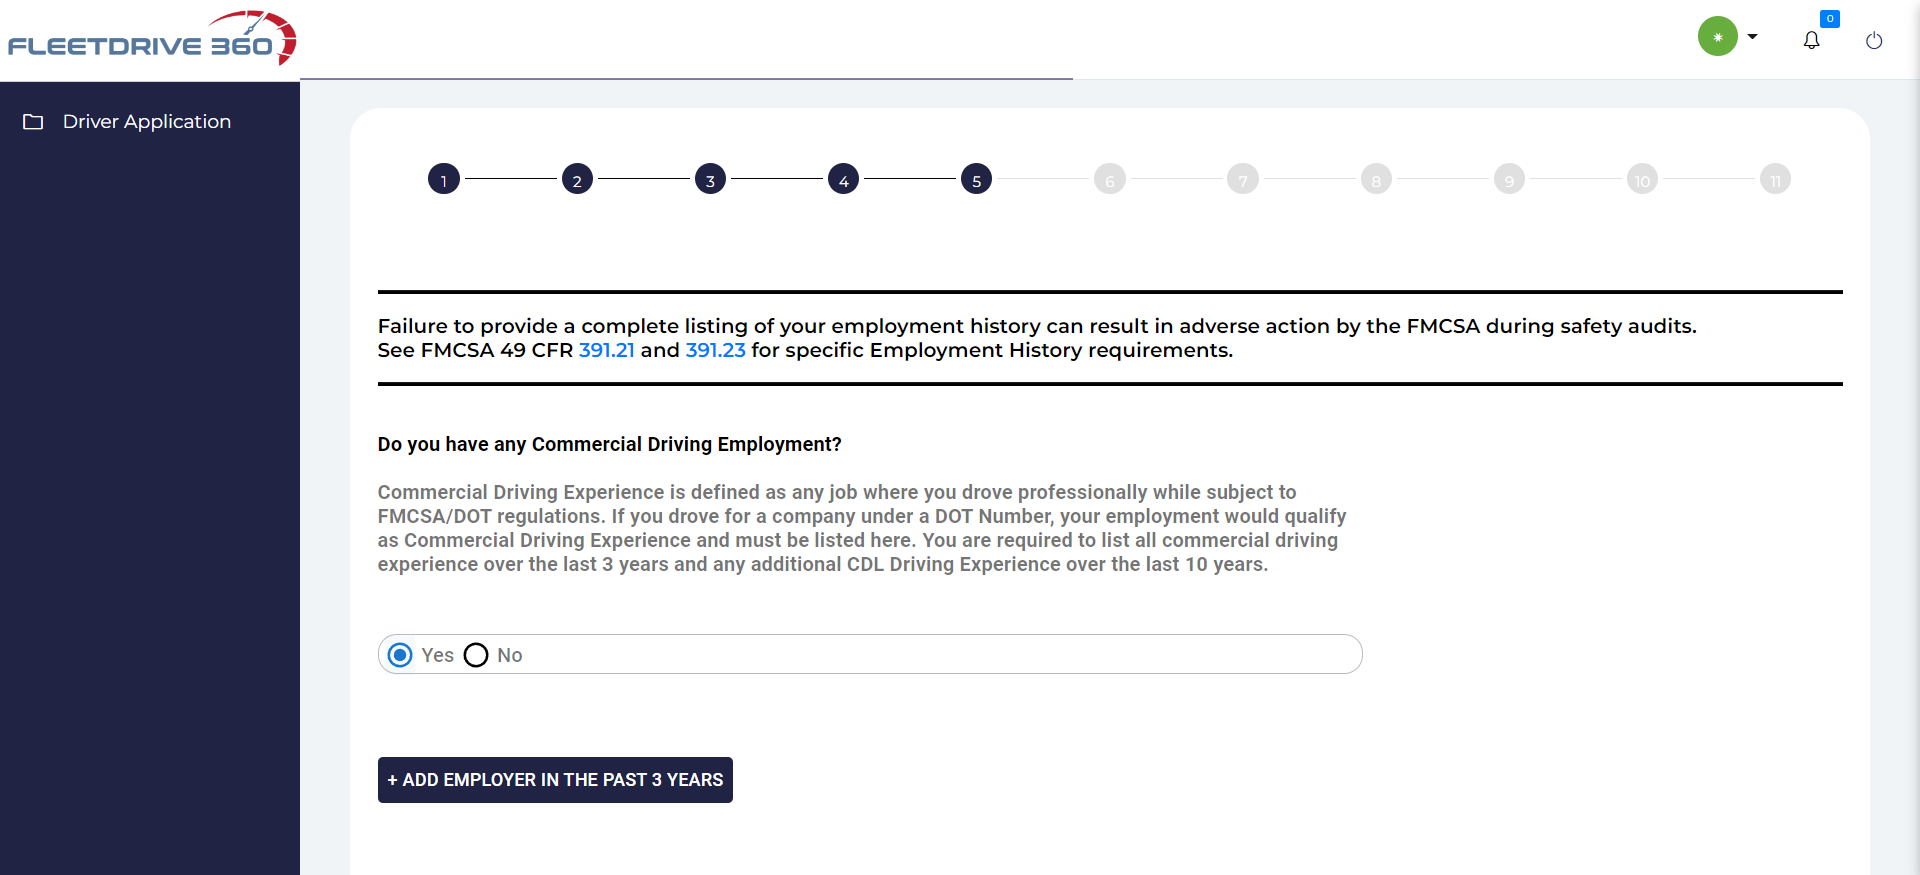 FLEETDRIVE 360
0
Driver Application
1 2 3 4 5 6 7 8 9 10 11
Failure to provide a complete listing of your employment history can result in adverse action by the FMCSA during safety audits.
See FMCSA 49 CFR 391.21 and 391.23 for specific Employment History requirements.
Do you have any Commercial Driving Employment?
Commercial Driving Experience is defined as any job where you drove professionally while subject to
FMCSA/DOT regulations. If you drove for a company under a DOT Number, your employment would qualify
as Commercial Driving Experience and must be listed here. You are required to list all commercial driving
experience over the last 3 years and any additional CDL Driving Experience over the last 10 years.
Yes No
+ ADD EMPLOYER IN THE PAST 3 YEARS